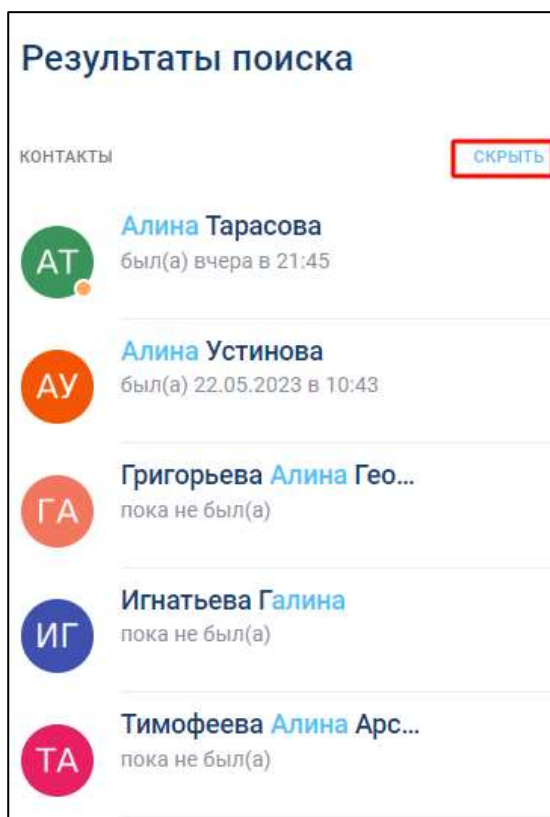 Результаты поиска
КОНТАКТЫ СКРЫТЬ
АТ Алина Тарасова
был(а) вчера в 21:45
АУ Алина Устинова
был(а) 22.05.2023 в 10:43
ГА Григорьева Алина Гео...
пока не был(а)
ИГ Игнатьева Галина
пока не был(а)
ТА Тимофеева Алина Арс...
пока не был(а)